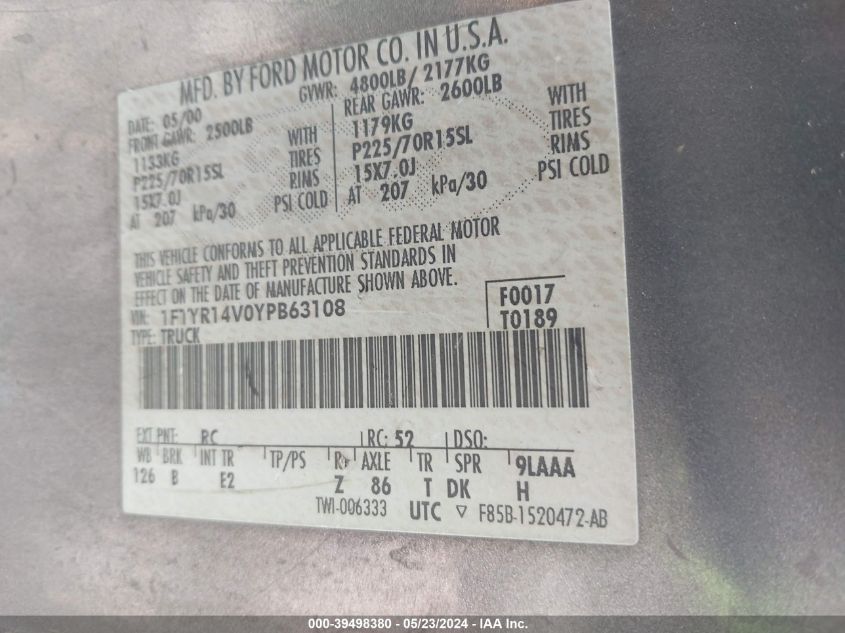 MFD. BY FORD MOTOR CO. IN U.S.A.
DATE: 05/00 GVWR: 4800LB/ 2177KG
FRONT GAWR: 2500LB REAR GAWR: 2600LB
1133KG WITH 1179KG WITH
P225/70R15SL TIRES P225/70R15SL TIRES
15X7.0J RIMS 15X7.0J RIMS
AT 207 kPa/30 PSI COLD AT 207 kPa/30 PSI COLD
THIS VEHICLE CONFORMS TO ALL APPLICABLE FEDERAL MOTOR
VEHICLE SAFETY AND THEFT PREVENTION STANDARDS IN
EFFECT ON THE DATE OF MANUFACTURE SHOWN ABOVE.
VIN: 1F1YR14V0YPB63108 F0017
TYPE: TRUCK T0189
EXT PNT: RC RC: 52 DSO:
WB BRK INT TR TP/PS R AXLE TR SPR 9LAAA
126 B E2 Z 86 T DK H
TWI-006333 UTC ▽ F85B-1520472-AB
000-39498380 - 05/23/2024 - IAA Inc.